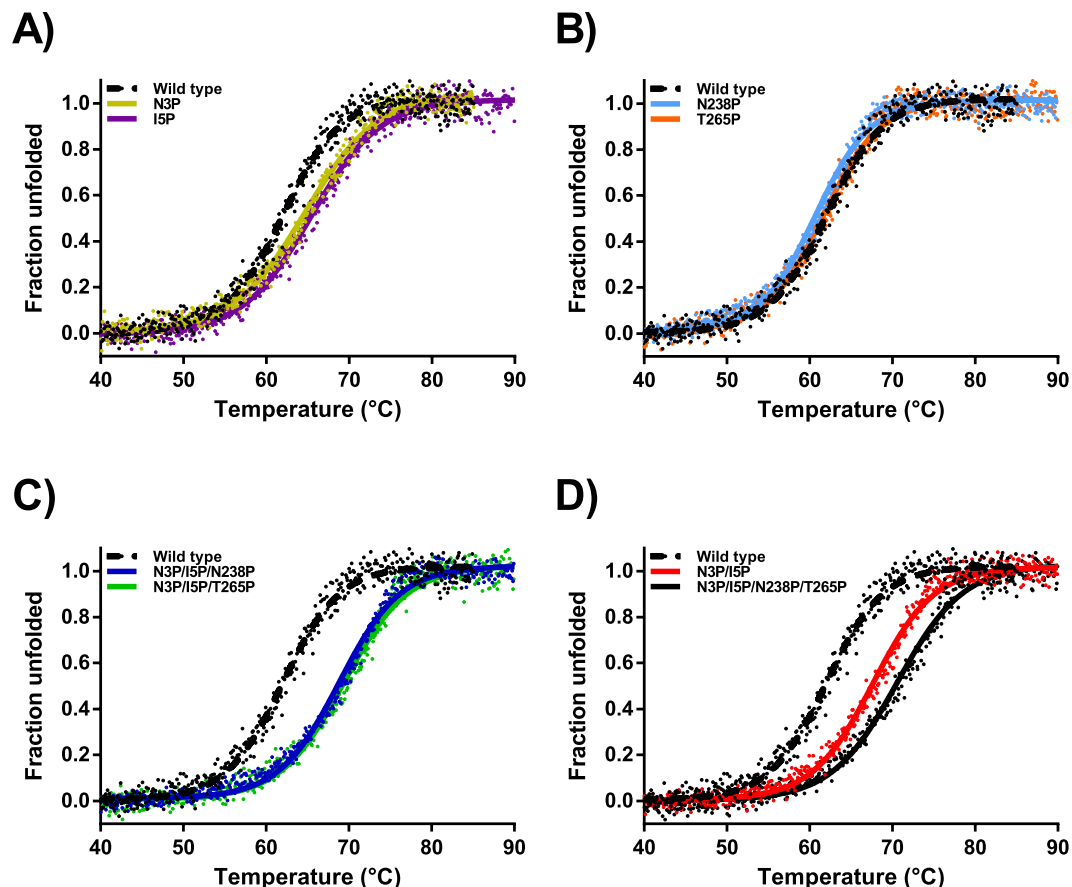 A)
Wild type
N3P
I5P
Fraction unfolded
1.0
0.8
0.6
0.4
0.2
0.0
40 50 60 70 80 90
Temperature (°C)
B)
Wild type
N238P
T265P
Fraction unfolded
1.0
0.8
0.6
0.4
0.2
0.0
40 50 60 70 80 90
Temperature (°C)
C)
Wild type
N3P/I5P/N238P
N3P/I5P/T265P
Fraction unfolded
1.0
0.8
0.6
0.4
0.2
0.0
40 50 60 70 80 90
Temperature (°C)
D)
Wild type
N3P/I5P
N3P/I5P/N238P/T265P
Fraction unfolded
1.0
0.8
0.6
0.4
0.2
0.0
40 50 60 70 80 90
Temperature (°C)